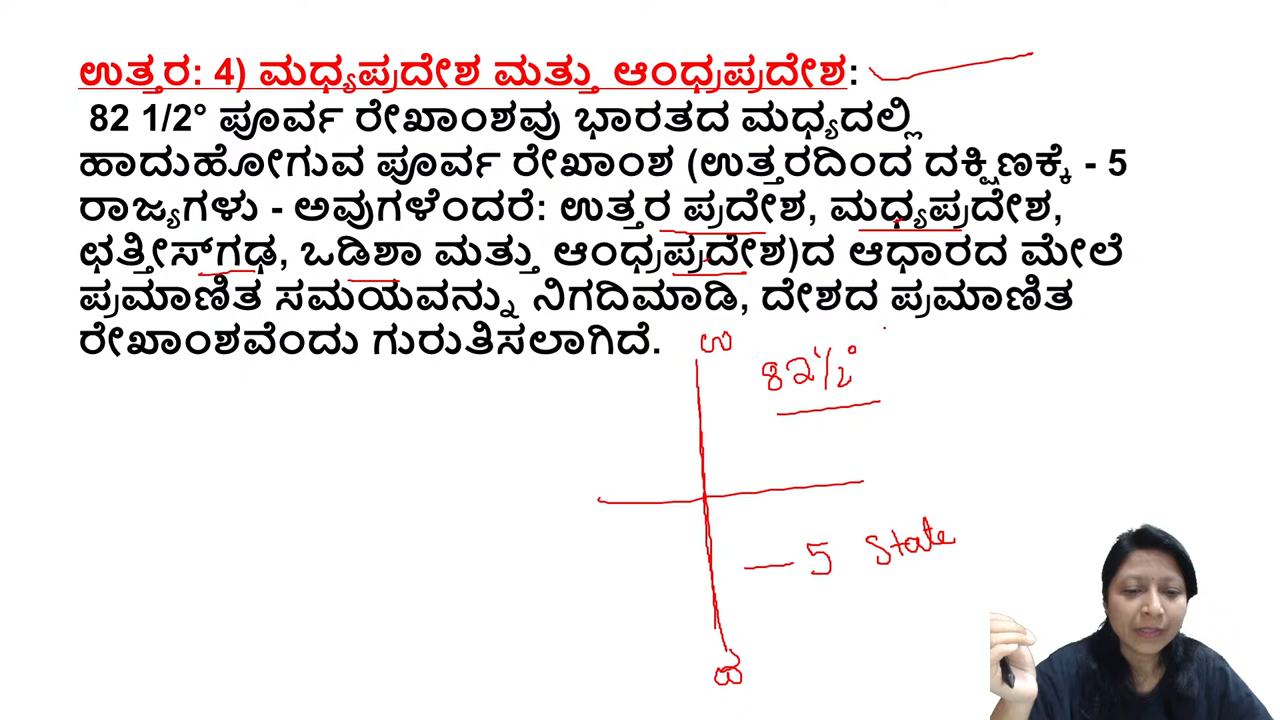 ಉತ್ತರ: 4) ಮಧ್ಯಪ್ರದೇಶ ಮತ್ತು ಆಂಧ್ರಪ್ರದೇಶ:
82 1/2° ಪೂರ್ವ ರೇಖಾಂಶವು ಭಾರತದ ಮಧ್ಯದಲ್ಲಿ
ಹಾದುಹೋಗುವ ಪೂರ್ವ ರೇಖಾಂಶ (ಉತ್ತರದಿಂದ ದಕ್ಷಿಣಕ್ಕೆ - 5
ರಾಜ್ಯಗಳು - ಅವುಗಳೆಂದರೆ: ಉತ್ತರ ಪ್ರದೇಶ, ಮಧ್ಯಪ್ರದೇಶ,
ಛತ್ತೀಸ್‌ಗಢ, ಒಡಿಶಾ ಮತ್ತು ಆಂಧ್ರಪ್ರದೇಶ)ದ ಆಧಾರದ ಮೇಲೆ
ಪ್ರಮಾಣಿತ ಸಮಯವನ್ನು ನಿಗದಿಮಾಡಿ, ದೇಶದ ಪ್ರಮಾಣಿತ
ರೇಖಾಂಶವೆಂದು ಗುರುತಿಸಲಾಗಿದೆ.
ಉ
82 1/2°
5 State
ದ